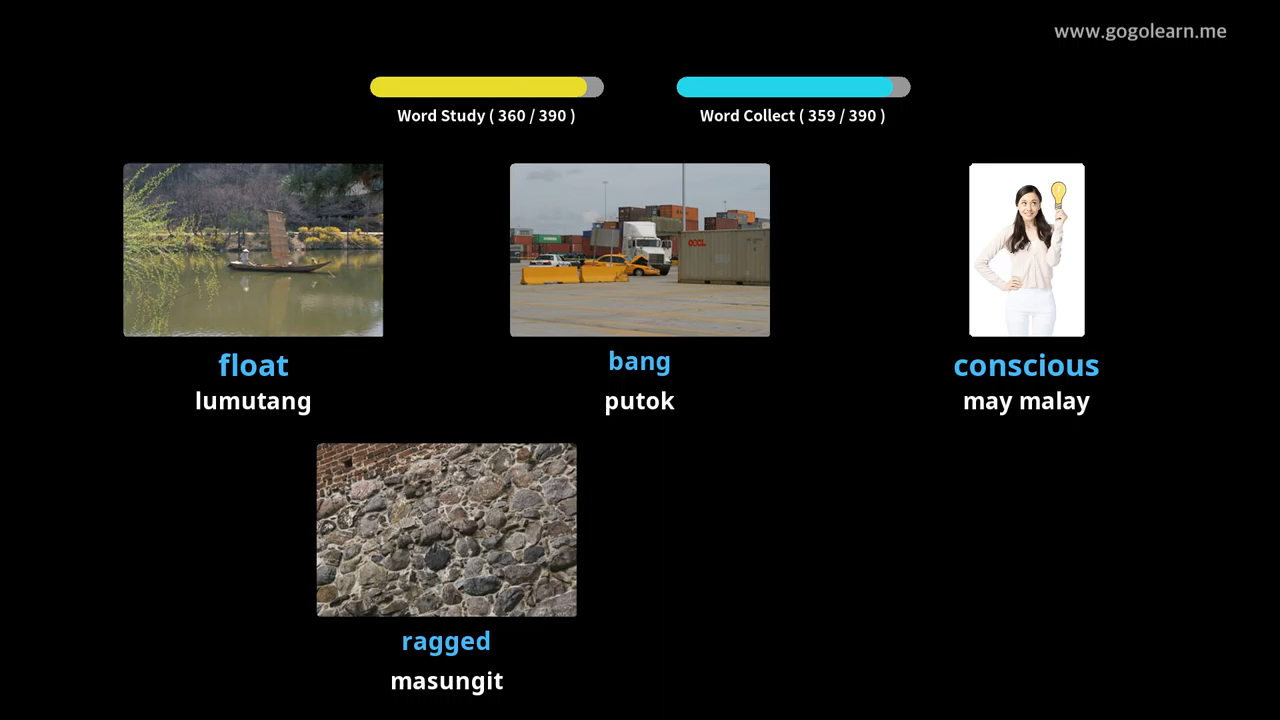 www.gogolearn.me
Word Study ( 360 / 390 )
Word Collect ( 359 / 390 )
float
lumutang
bang
putok
conscious
may malay
ragged
masungit